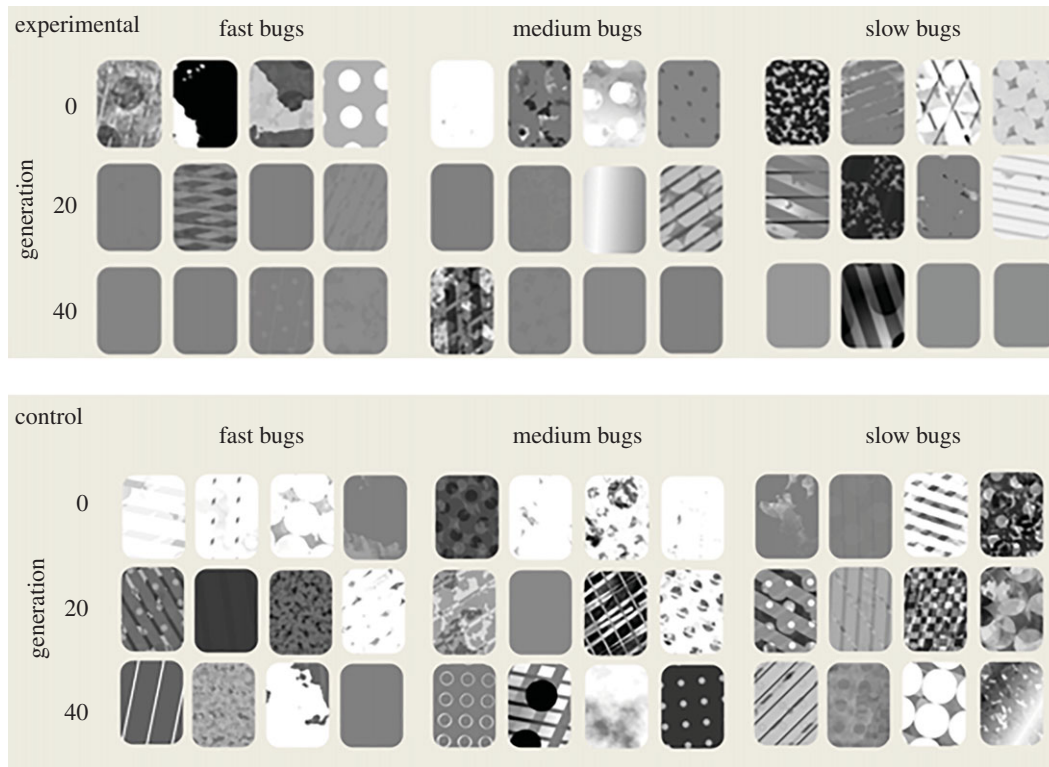 experimental
fast bugs medium bugs slow bugs
0
generation
20
40
control
fast bugs medium bugs slow bugs
0
generation
20
40